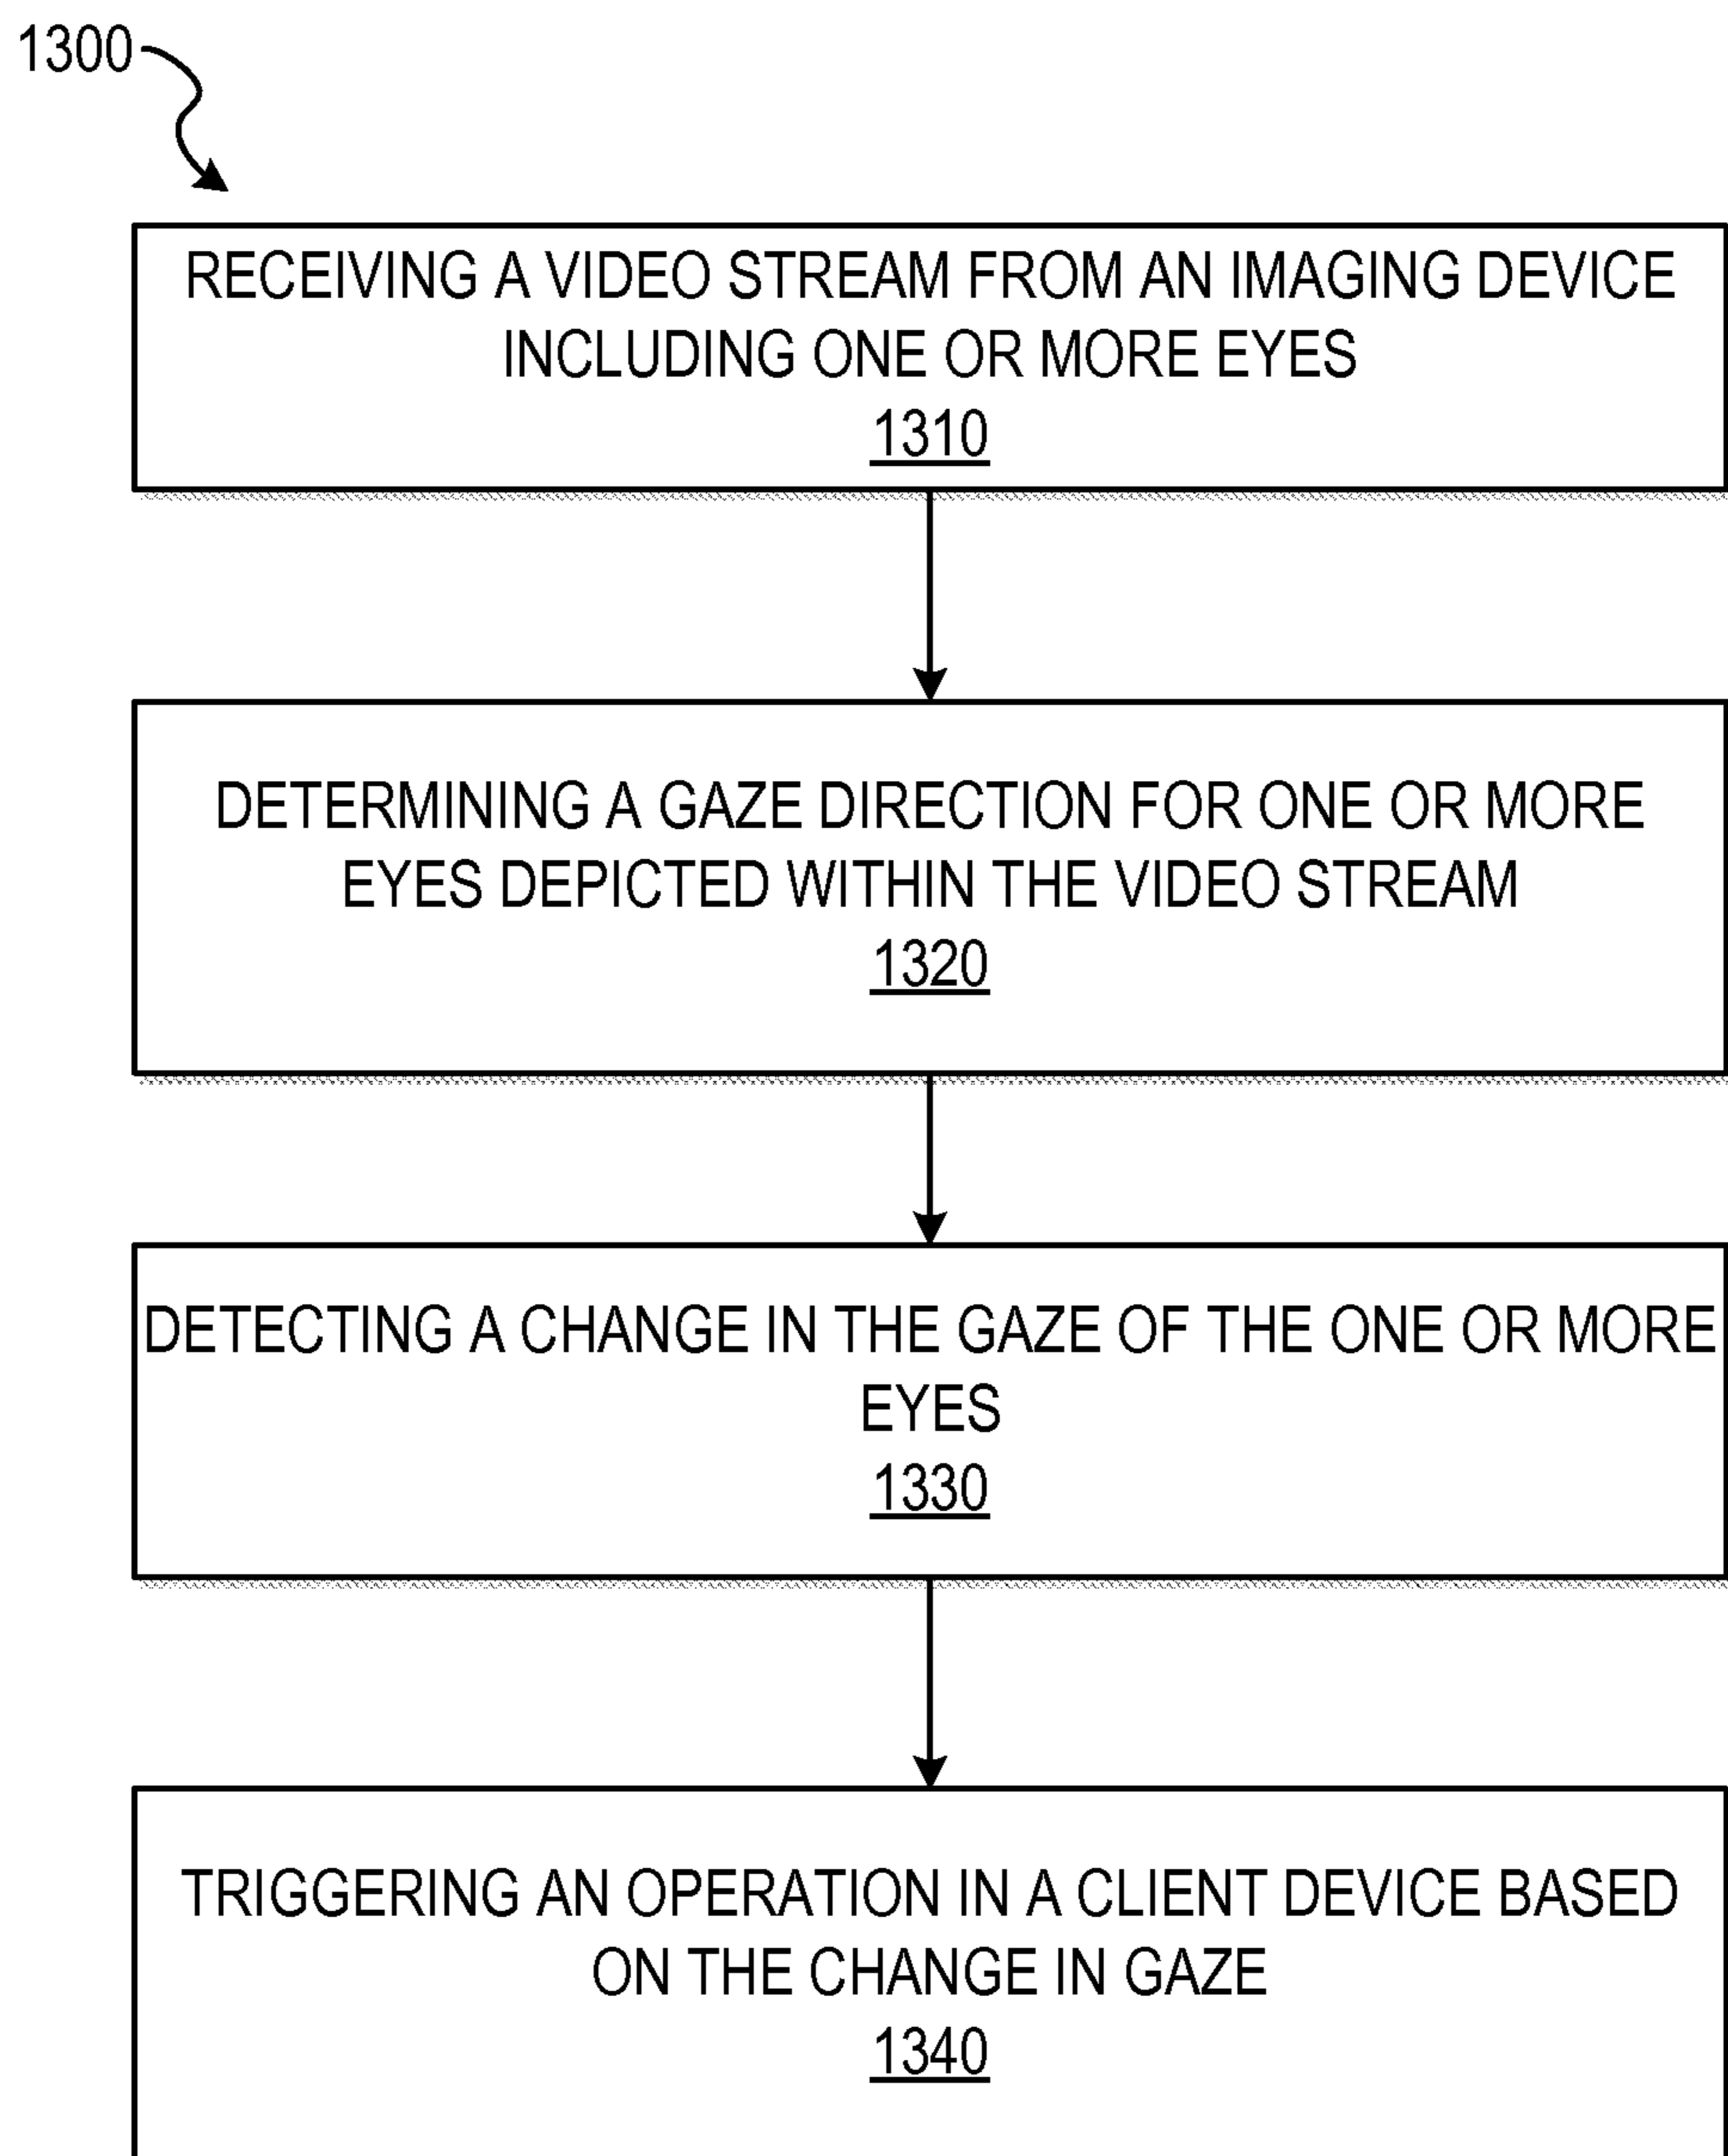 1300
RECEIVING A VIDEO STREAM FROM AN IMAGING DEVICE
INCLUDING ONE OR MORE EYES
1310
DETERMINING A GAZE DIRECTION FOR ONE OR MORE
EYES DEPICTED WITHIN THE VIDEO STREAM
1320
DETECTING A CHANGE IN THE GAZE OF THE ONE OR MORE
EYES
1330
TRIGGERING AN OPERATION IN A CLIENT DEVICE BASED
ON THE CHANGE IN GAZE
1340